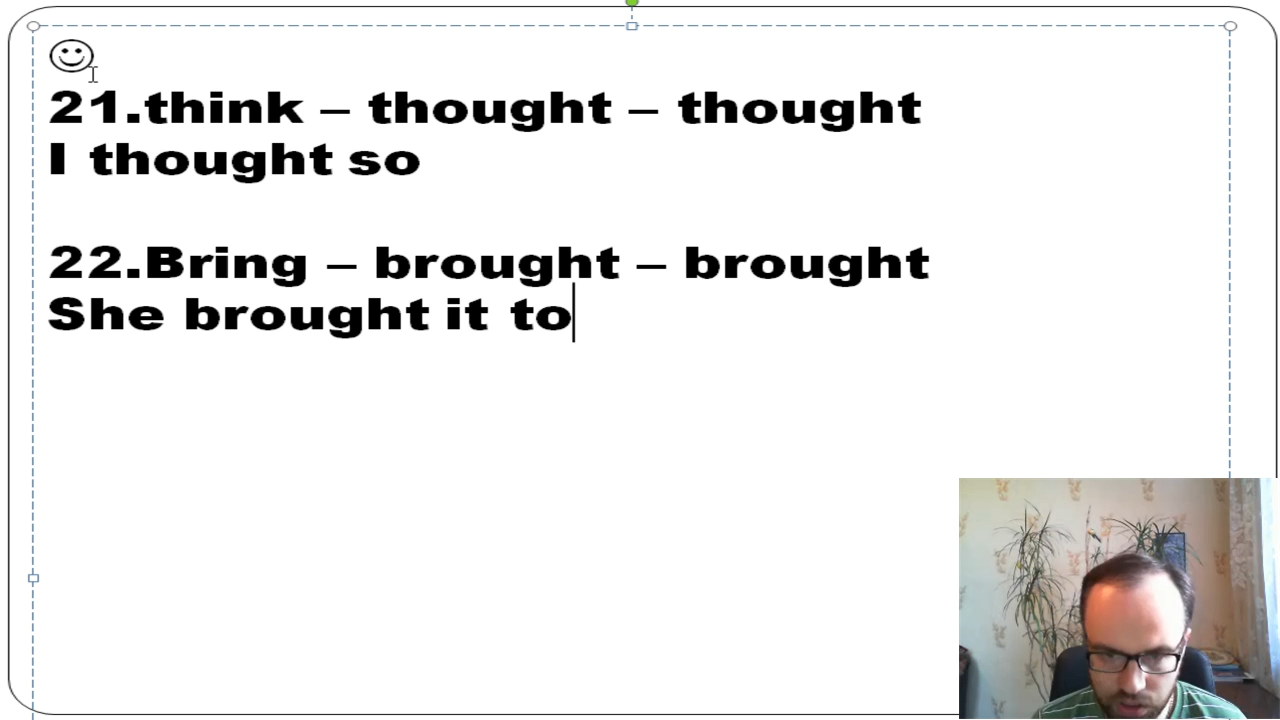 21.think – thought – thought
I thought so
22.Bring – brought – brought
She brought it to